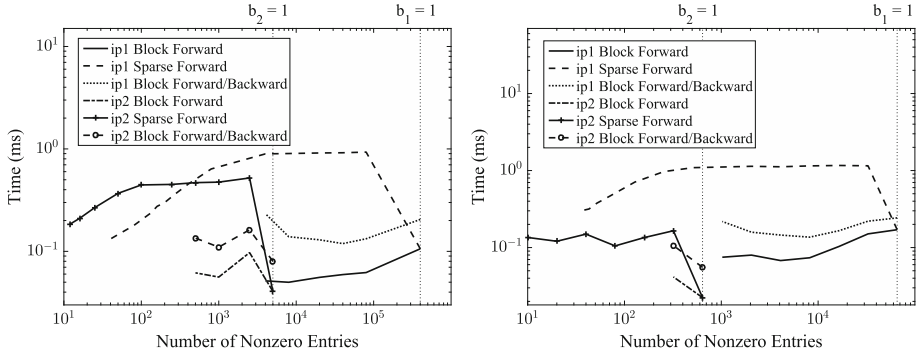 b₂ = 1
b₁ = 1
ip1 Block Forward
ip1 Sparse Forward
ip1 Block Forward/Backward
ip2 Block Forward
ip2 Sparse Forward
ip2 Block Forward/Backward
10¹
10⁰
10⁻¹
Time (ms)
10¹
10²
10³
10⁴
10⁵
Number of Nonzero Entries
b₂ = 1
b₁ = 1
ip1 Block Forward
ip1 Sparse Forward
ip1 Block Forward/Backward
ip2 Block Forward
ip2 Sparse Forward
ip2 Block Forward/Backward
10¹
10⁰
10⁻¹
Time (ms)
10¹
10²
10³
10⁴
Number of Nonzero Entries